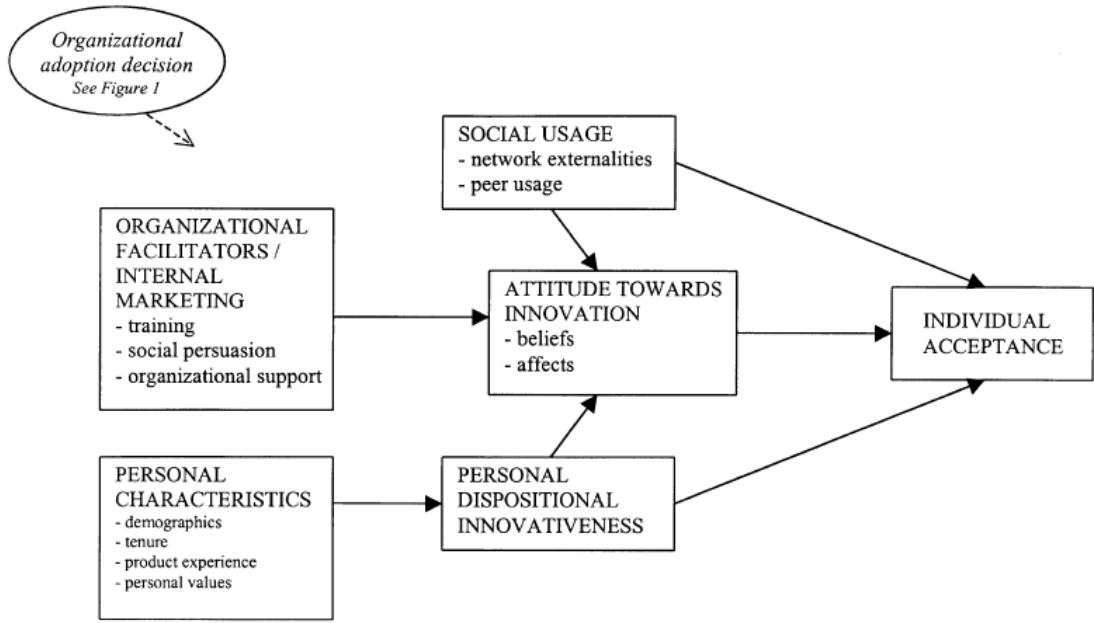 Organizational
adoption decision
See Figure 1
SOCIAL USAGE
- network externalities
- peer usage
ORGANIZATIONAL
FACILITATORS /
INTERNAL
MARKETING
- training
- social persuasion
- organizational support
ATTITUDE TOWARDS
INNOVATION
- beliefs
- affects
INDIVIDUAL
ACCEPTANCE
PERSONAL
CHARACTERISTICS
- demographics
- tenure
- product experience
- personal values
PERSONAL
DISPOSITIONAL
INNOVATIVENESS